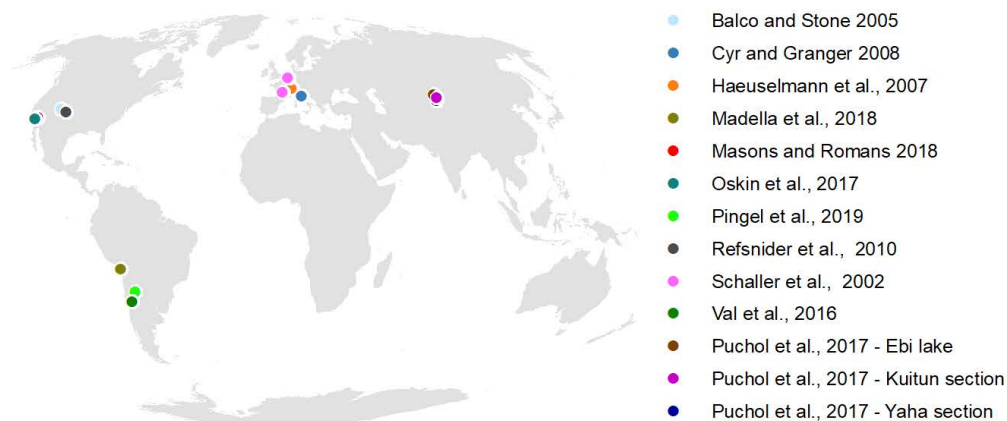 Balco and Stone 2005
Cyr and Granger 2008
Haeuselmann et al., 2007
Madella et al., 2018
Masons and Romans 2018
Oskin et al., 2017
Pingel et al., 2019
Refsnider et al.,  2010
Schaller et al.,  2002
Val et al., 2016
Puchol et al., 2017 - Ebi lake
Puchol et al., 2017 - Kuitun section
Puchol et al., 2017 - Yaha section